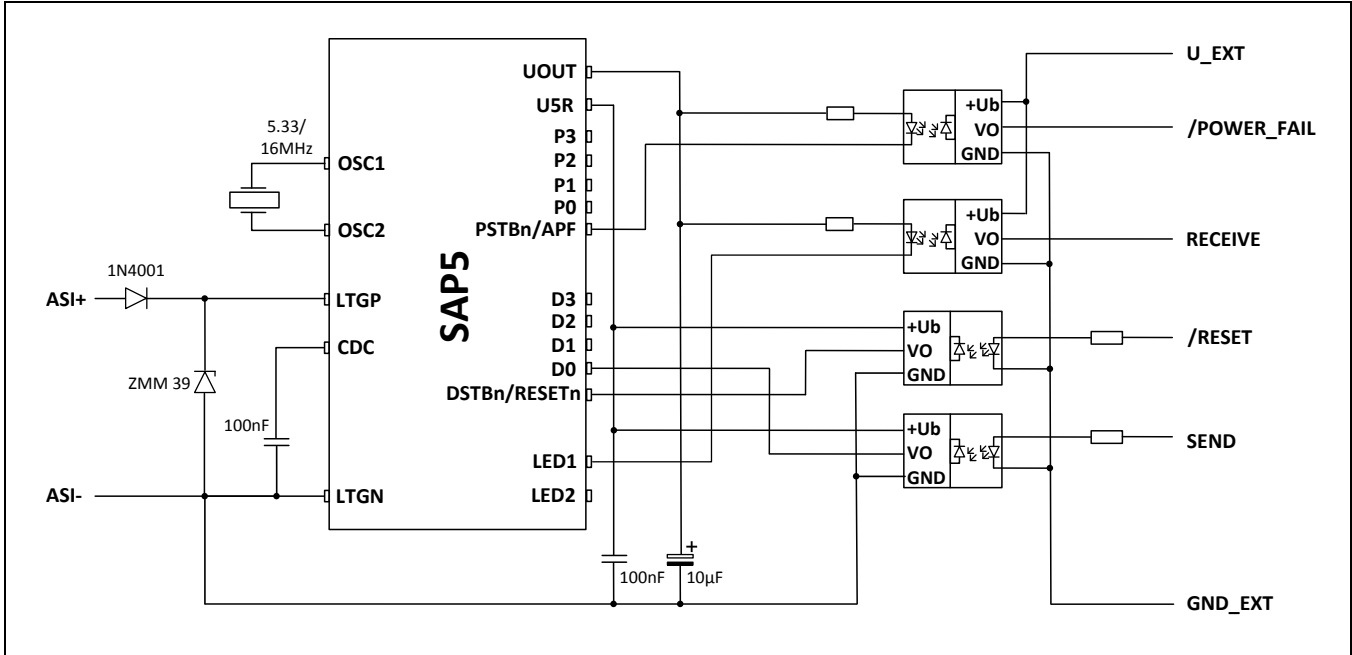 UOUT
U5R
P3
P2
P1
P0
PSTBn/APF
D3
D2
D1
D0
DSTBn/RESETn
LED1
LED2
5.33/
16MHz
OSC1
OSC2
1N4001
ASI+
LTGP
CDC
ZMM 39
100nF
ASI-
LTGN
SAP5
100nF
+
10µF
+Ub
VO
GND
+Ub
VO
GND
+Ub
VO
GND
+Ub
VO
GND
U_EXT
/POWER_FAIL
RECEIVE
/RESET
SEND
GND_EXT